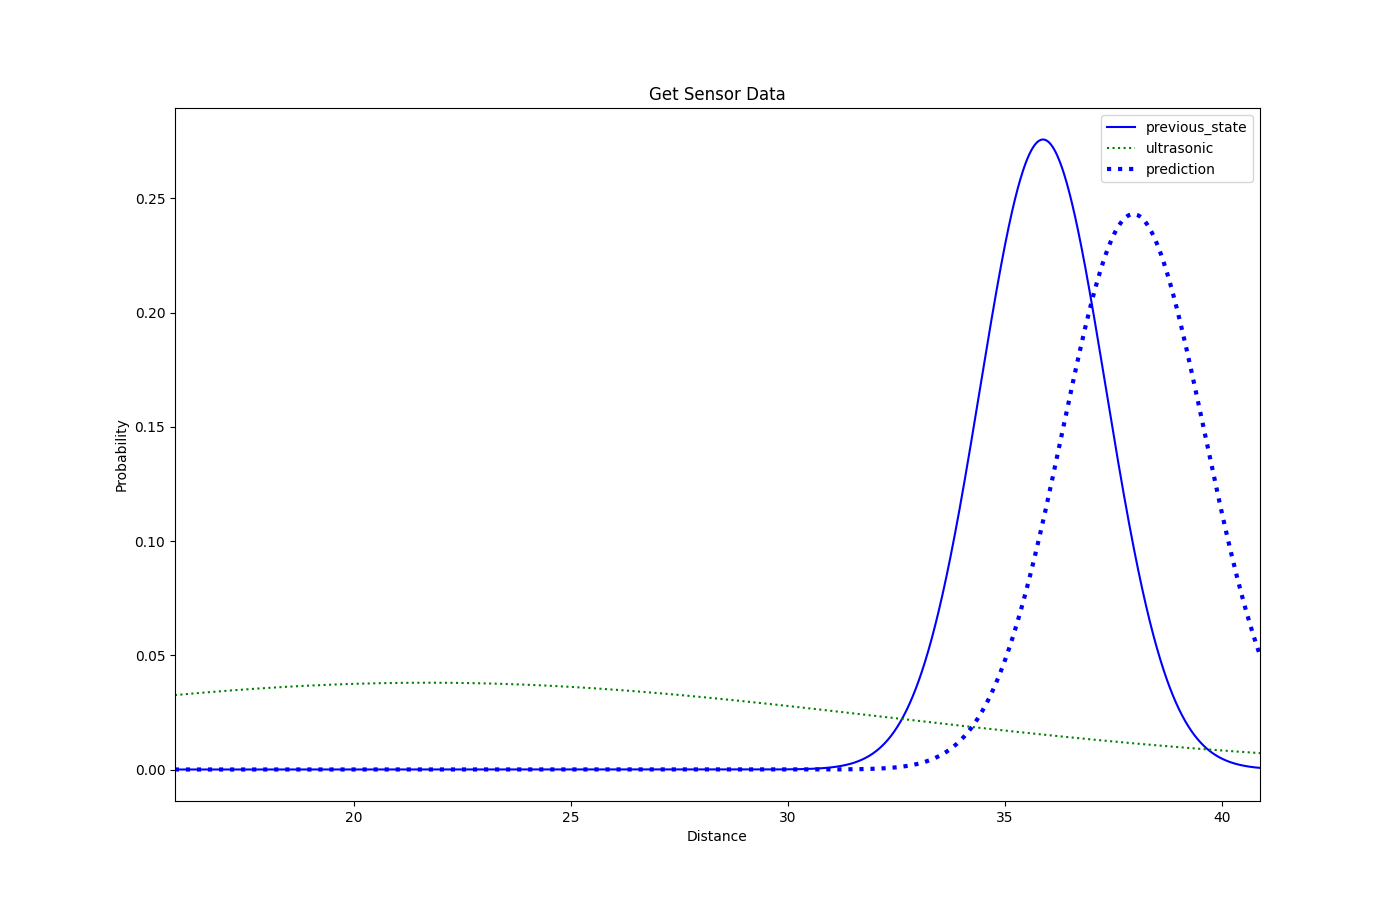 Get Sensor Data
previous_state
ultrasonic
prediction
0.25
0.20
0.15
0.10
0.05
0.00
Probability
20 25 30 35 40
Distance